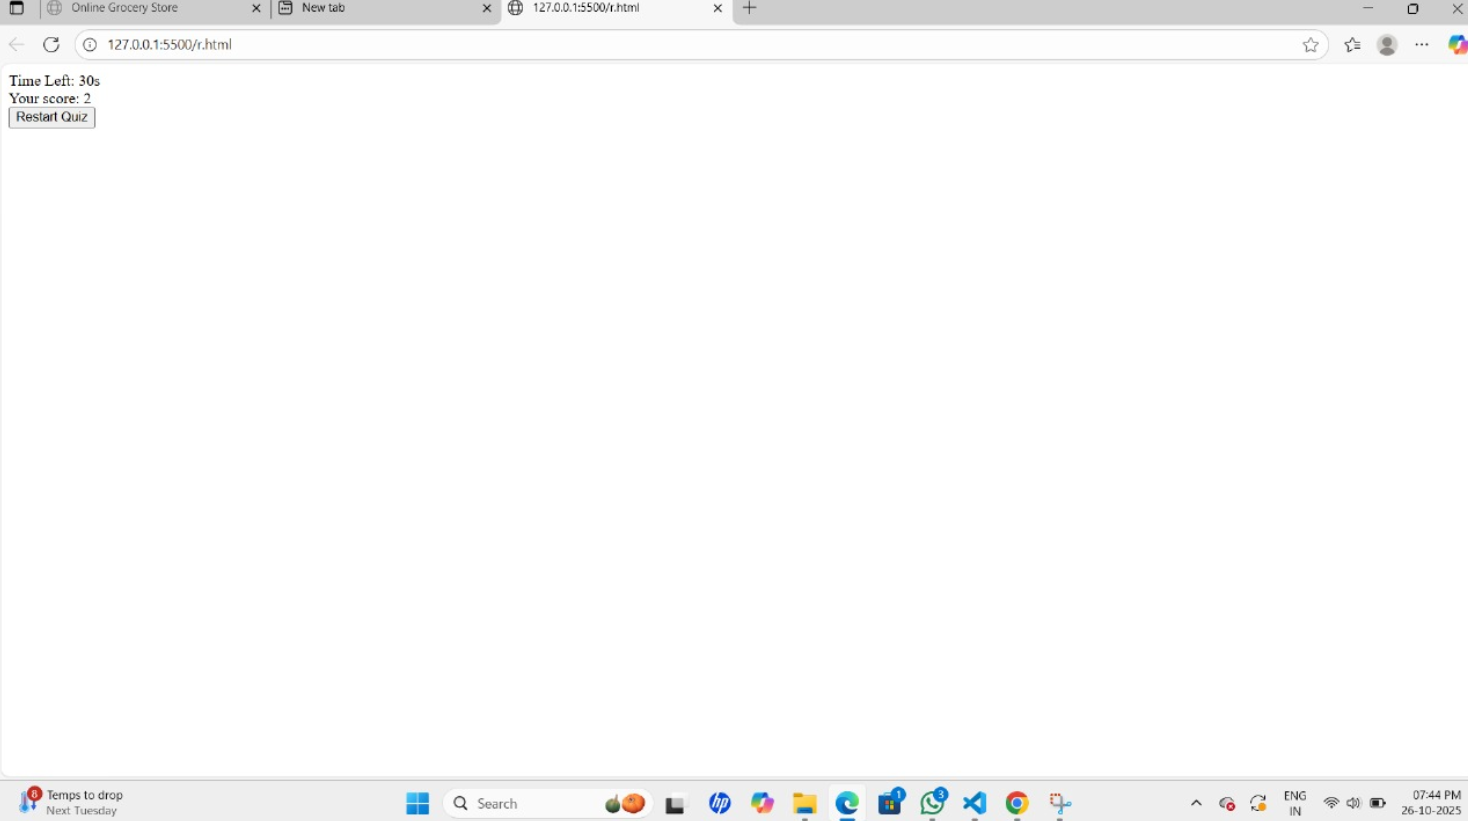 Online Grocery Store
New tab
127.0.0.1:5500/r.html
127.0.0.1:5500/r.html
Time Left: 30s
Your score: 2
Restart Quiz
8
Temps to drop
Next Tuesday
Search
hp
1
3
ENG
IN
07:44 PM
26-10-2025